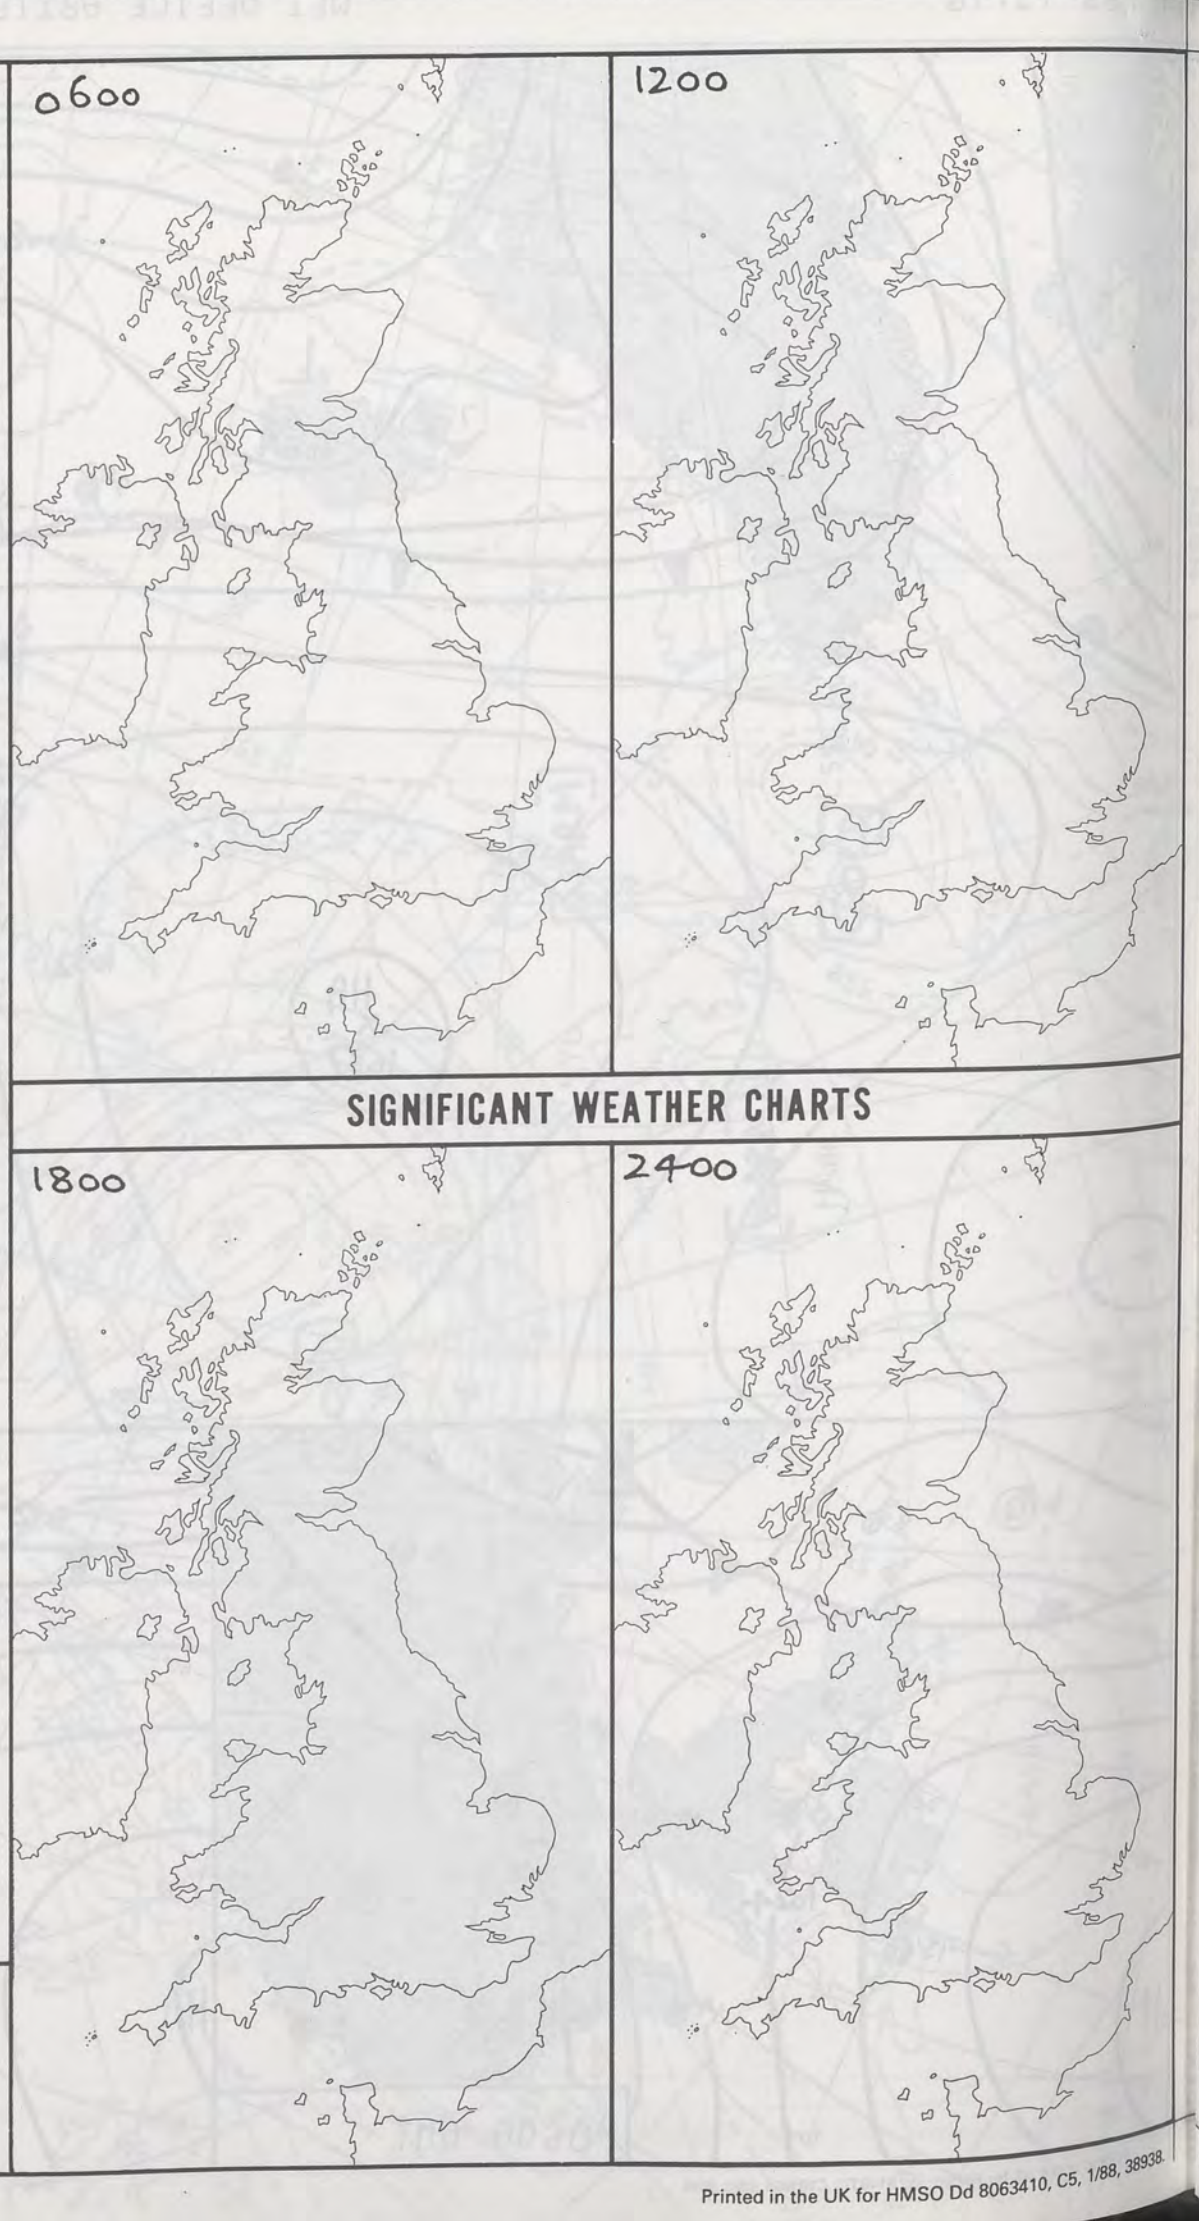 0600
1200
SIGNIFICANT WEATHER CHARTS
1800
2400
Printed in the UK for HMSO Dd 8063410, C5, 1/88, 38938.